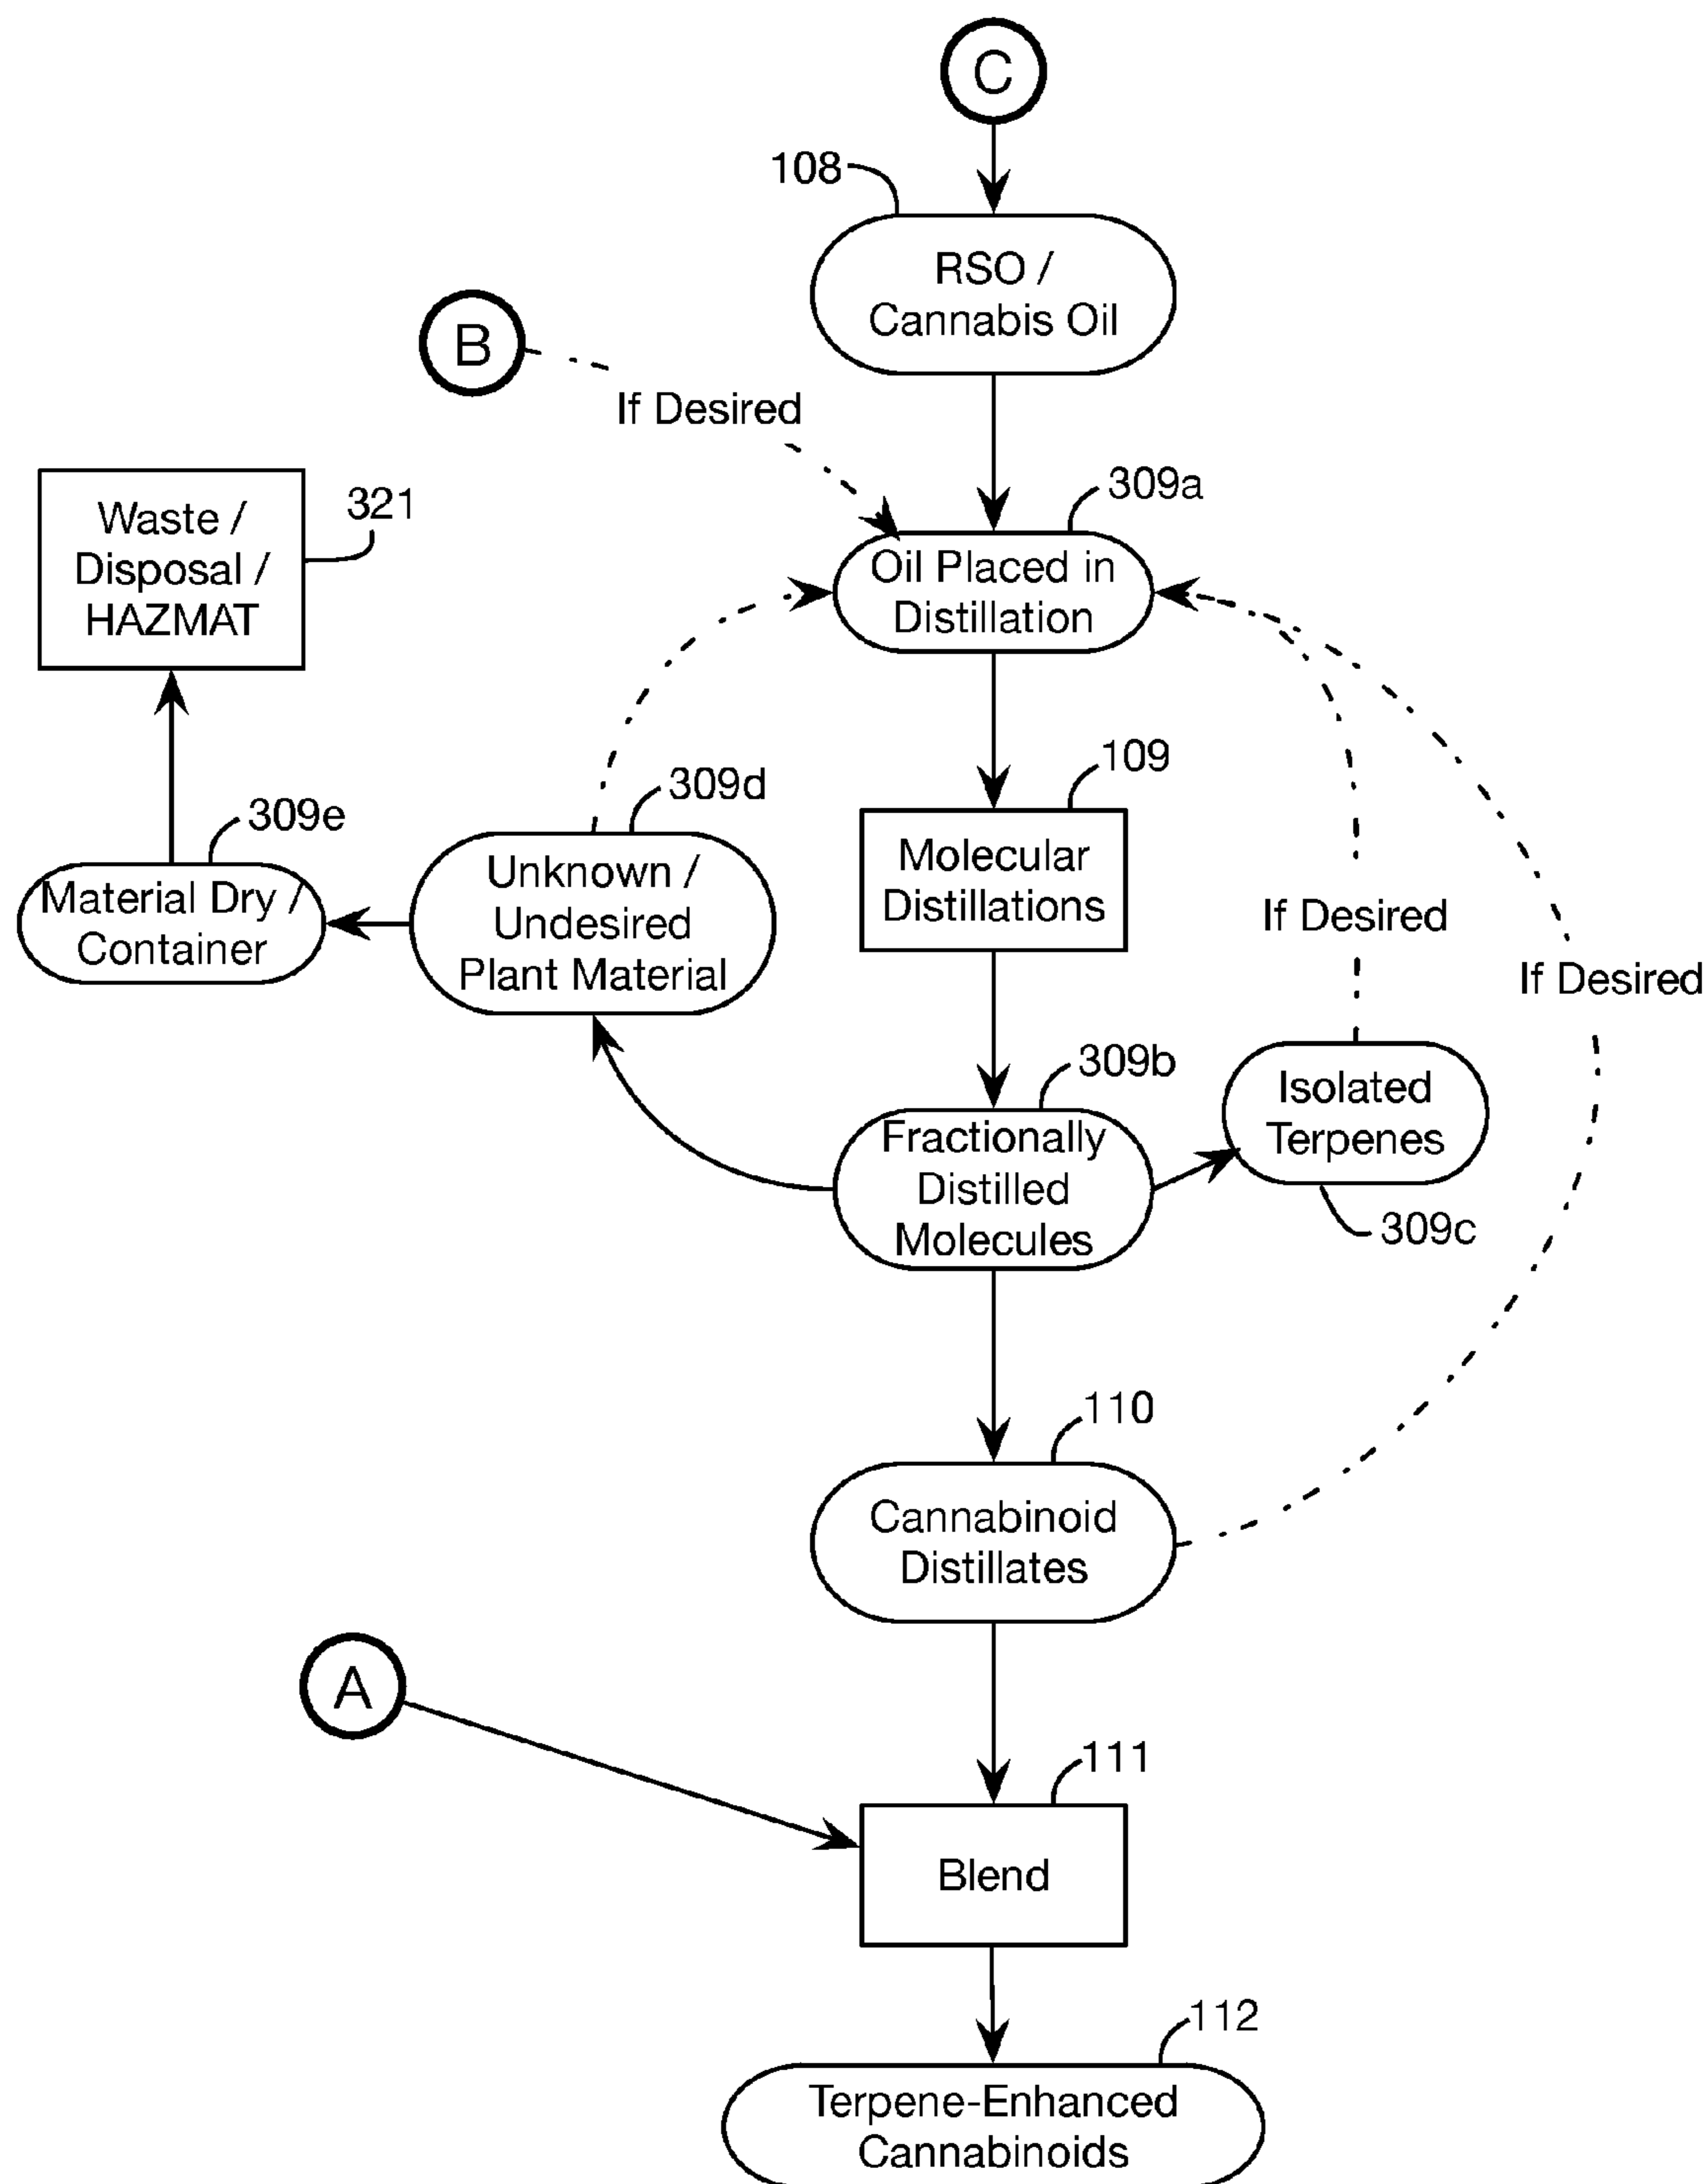 C
108
RSO /
Cannabis Oil
B
If Desired
309a
Oil Placed in
Distillation
Waste /
Disposal /
HAZMAT
321
109
Molecular
Distillations
309d
Unknown /
Undesired
Plant Material
309e
Material Dry /
Container
If Desired
If Desired
309b
Fractionally
Distilled
Molecules
Isolated
Terpenes
309c
110
Cannabinoid
Distillates
A
111
Blend
112
Terpene-Enhanced
Cannabinoids